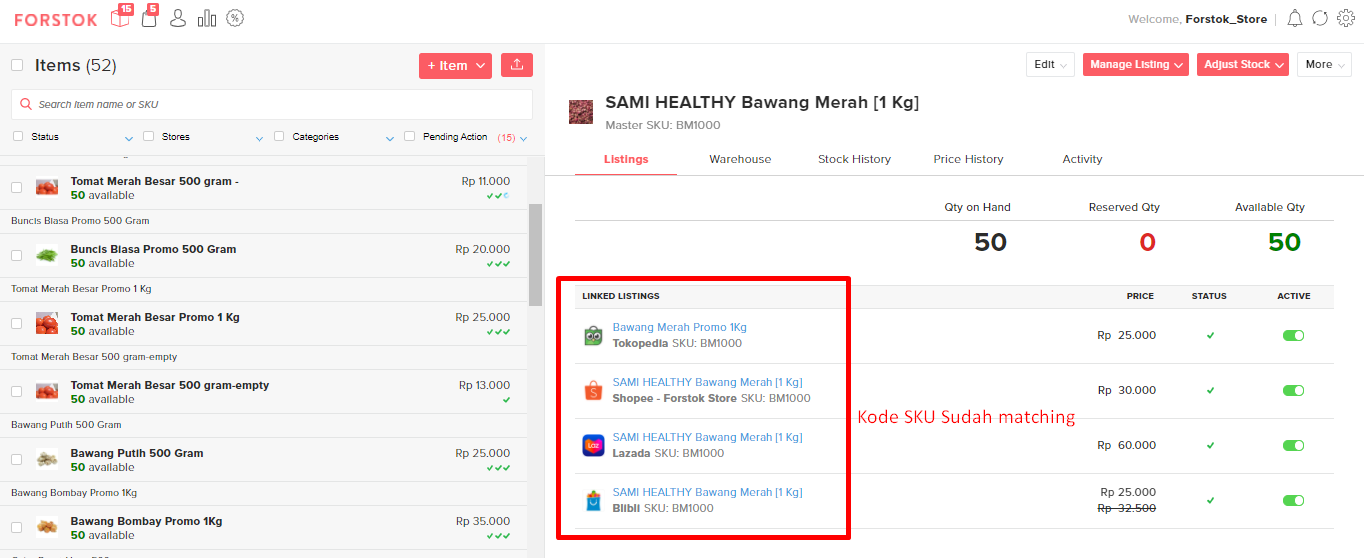 FORSTOK
15
5
Welcome, Forstok_Store
Items (52)
+ Item
Search Item name or SKU
Status
Stores
Categories
Pending Action (15)
Tomat Merah Besar 500 gram -
Rp 11.000
50 available
Buncis Biasa Promo 500 Gram
Buncis Biasa Promo 500 Gram
Rp 20.000
50 available
Tomat Merah Besar Promo 1 Kg
Tomat Merah Besar Promo 1 Kg
Rp 25.000
50 available
Tomat Merah Besar 500 gram-empty
Tomat Merah Besar 500 gram-empty
Rp 13.000
50 available
Bawang Putih 500 Gram
Bawang Putih 500 Gram
Rp 25.000
50 available
Bawang Bombay Promo 1Kg
Bawang Bombay Promo 1Kg
Rp 35.000
50 available
Edit
Manage Listing
Adjust Stock
More
SAMI HEALTHY Bawang Merah [1 Kg]
Master SKU: BM1000
Listings
Warehouse
Stock History
Price History
Activity
Qty on Hand
Reserved Qty
Available Qty
50
0
50
LINKED LISTINGS
PRICE
STATUS
ACTIVE
Bawang Merah Promo 1Kg
Tokopedia SKU: BM1000
Rp 25.000
SAMI HEALTHY Bawang Merah [1 Kg]
Shopee - Forstok Store SKU: BM1000
Rp 30.000
Kode SKU Sudah matching
SAMI HEALTHY Bawang Merah [1 Kg]
Lazada SKU: BM1000
Rp 60.000
SAMI HEALTHY Bawang Merah [1 Kg]
Blibli SKU: BM1000
Rp 25.000
Rp 32.500